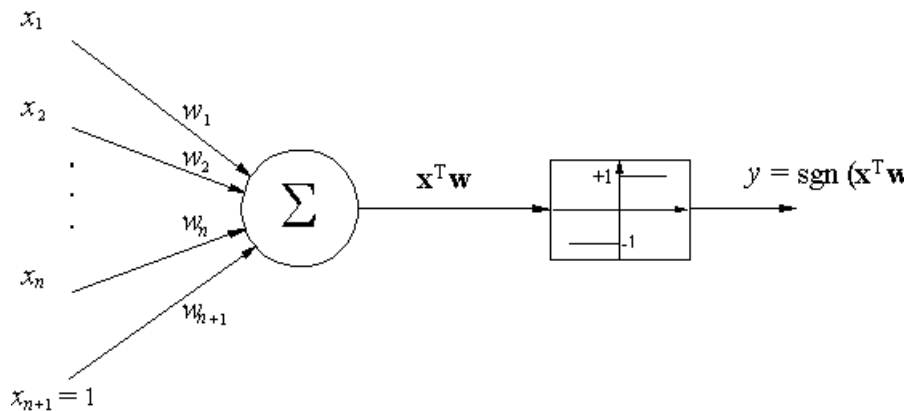 x₁
w₁
x₂
w₂
xₙ
wₙ
wₙ₊₁
xₙ₊₁ = 1
Σ
xᵀw
+1
-1
y = sgn (xᵀw